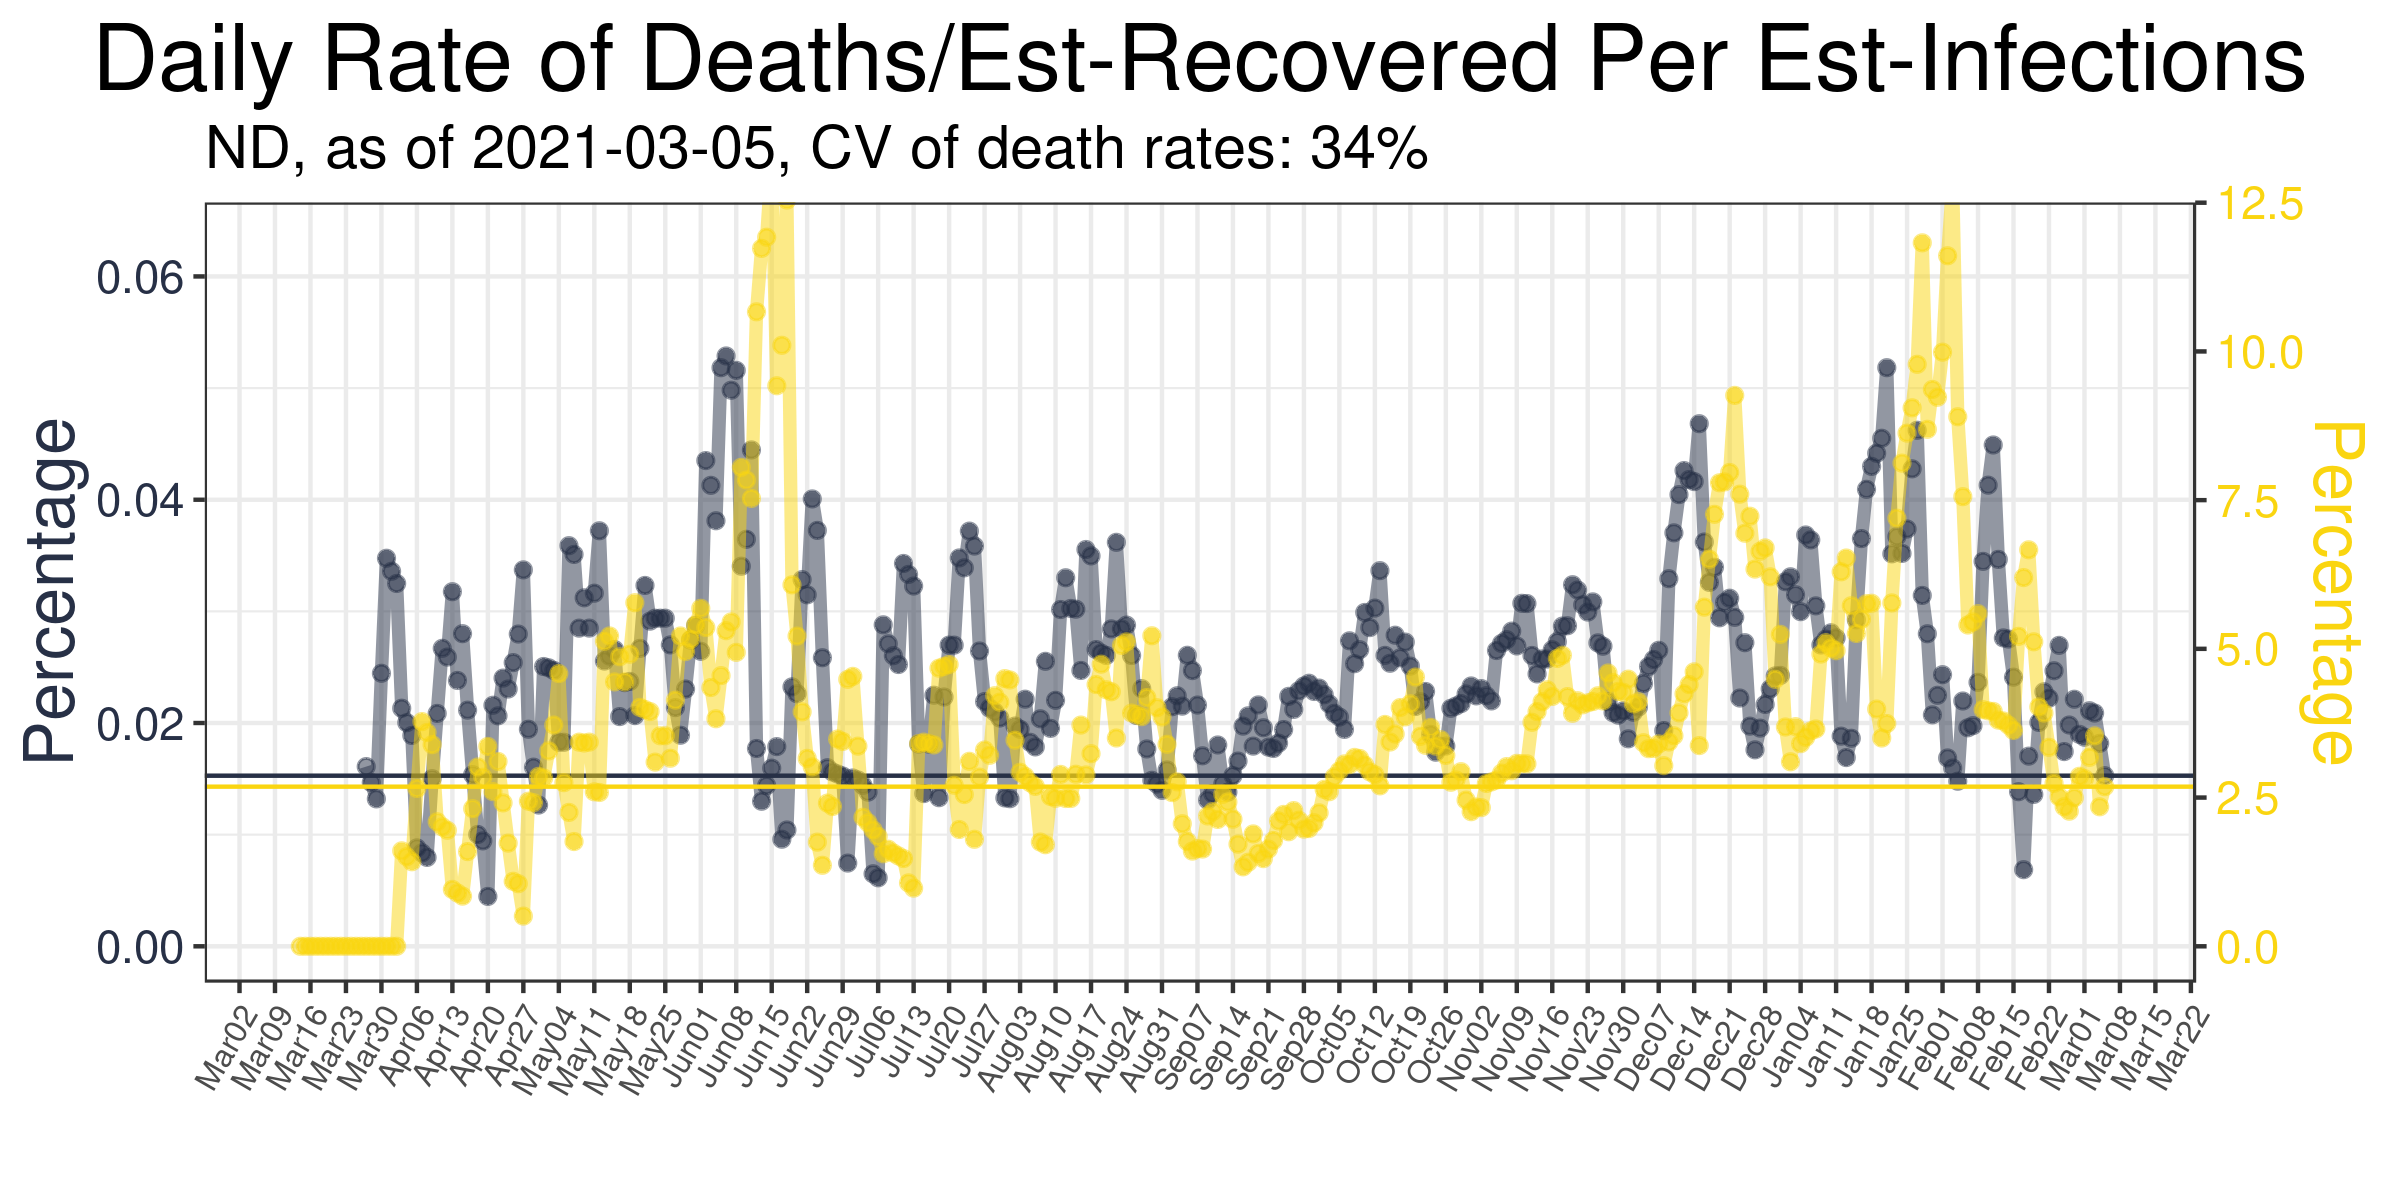 Daily Rate of Deaths/Est-Recovered Per Est-Infections
ND, as of 2021-03-05, CV of death rates: 34%
Percentage
0.06
0.04
0.02
0.00
12.5
10.0
7.5
5.0
2.5
0.0
Percentage
Mar02
Mar09
Mar16
Mar23
Mar30
Apr06
Apr13
Apr20
Apr27
May04
May11
May18
May25
Jun01
Jun08
Jun15
Jun22
Jun29
Jul06
Jul13
Jul20
Jul27
Aug03
Aug10
Aug17
Aug24
Aug31
Sep07
Sep14
Sep21
Sep28
Oct05
Oct12
Oct19
Oct26
Nov02
Nov09
Nov16
Nov23
Nov30
Dec07
Dec14
Dec21
Dec28
Jan04
Jan11
Jan18
Jan25
Feb01
Feb08
Feb15
Feb22
Mar01
Mar08
Mar15
Mar22